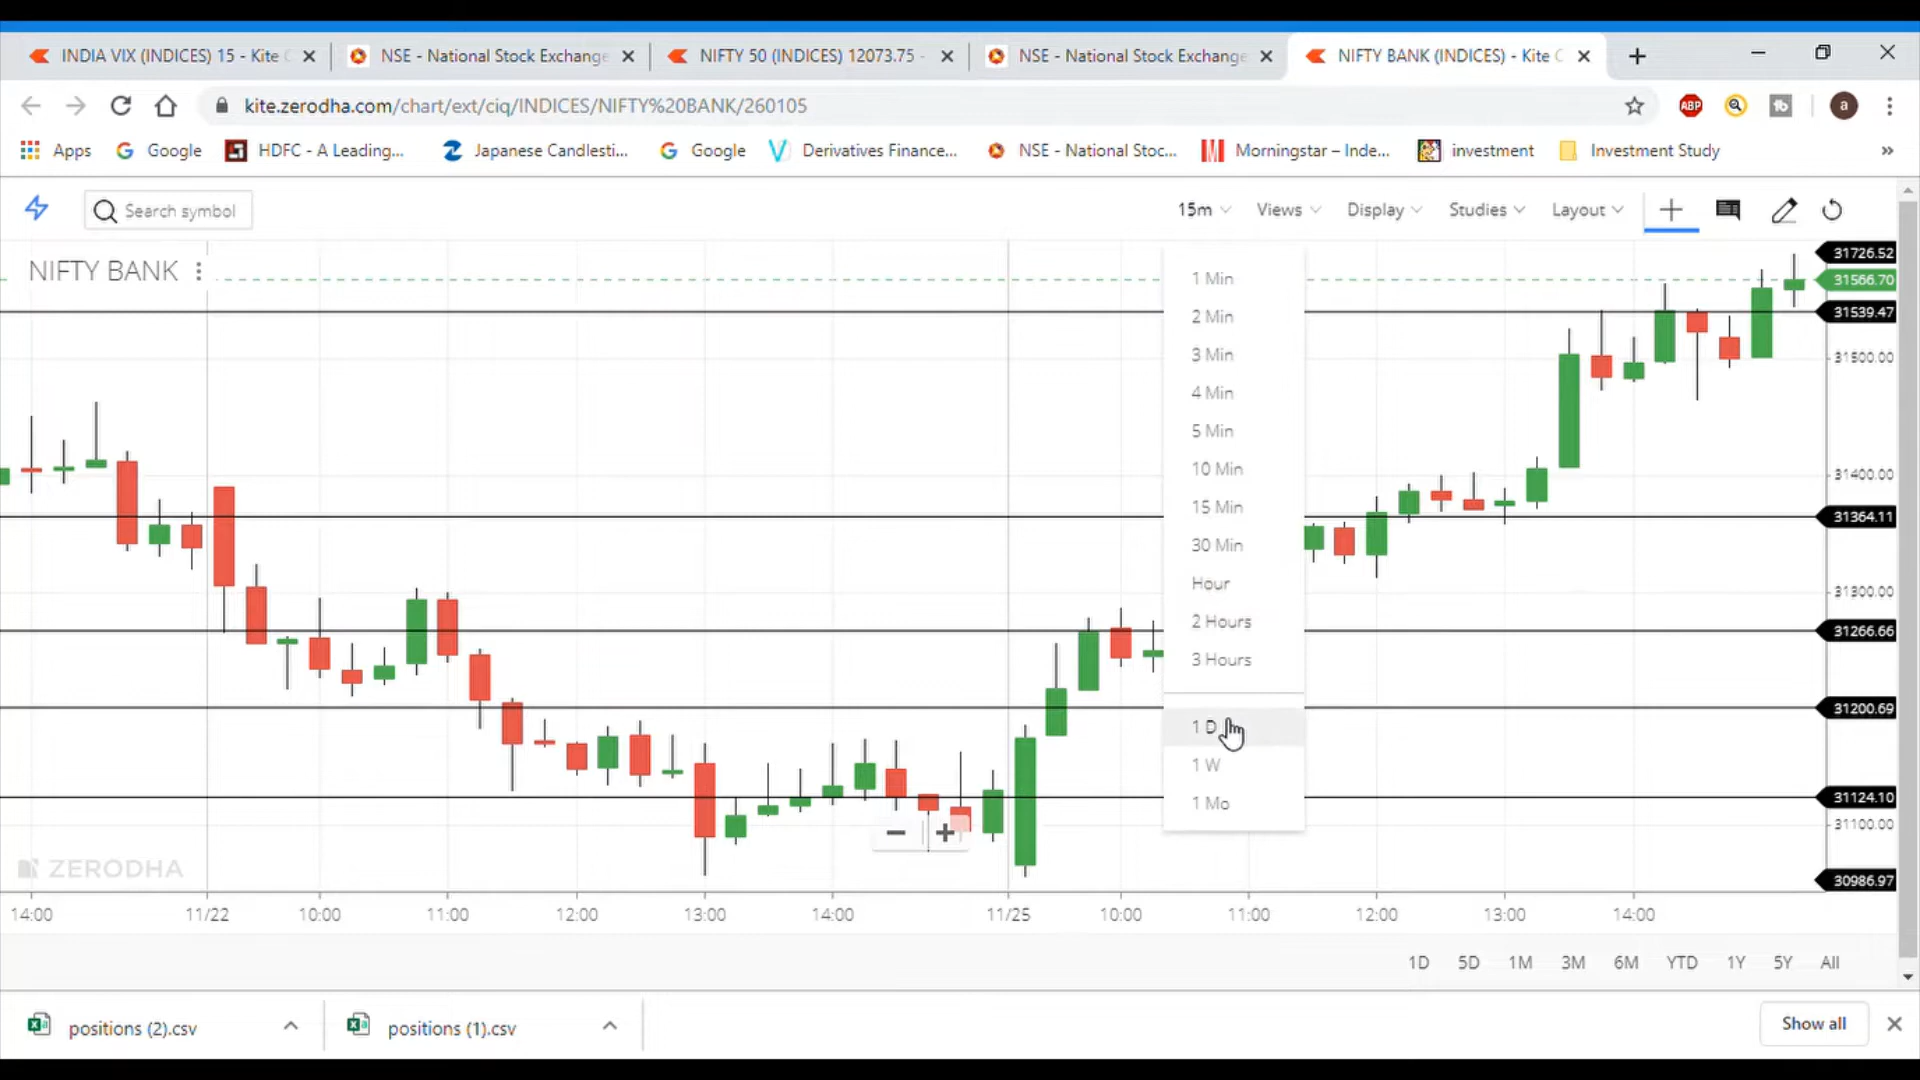 INDIA VIX (INDICES) 15 - Kite C
NSE - National Stock Exchange
NIFTY 50 (INDICES) 12073.75 -
NSE - National Stock Exchange
NIFTY BANK (INDICES) - Kite C
kite.zerodha.com/chart/ext/ciq/INDICES/NIFTY%20BANK/260105
ABP
a
Apps
Google
HDFC - A Leading...
Japanese Candlesti...
Google
Derivatives Finance...
NSE - National Stoc...
Morningstar – Inde...
investment
Investment Study
»
Search symbol
15m
Views
Display
Studies
Layout
NIFTY BANK
1 Min
2 Min
3 Min
4 Min
5 Min
10 Min
15 Min
30 Min
Hour
2 Hours
3 Hours
1 D
1 W
1 Mo
31726.52
31566.70
31539.47
31500.00
31400.00
31364.11
31300.00
31266.66
31200.69
31124.10
31100.00
30986.97
ZERODHA
14:00
11/22
10:00
11:00
12:00
13:00
14:00
11/25
10:00
11:00
12:00
13:00
14:00
1D
5D
1M
3M
6M
YTD
1Y
5Y
All
positions (2).csv
positions (1).csv
Show all